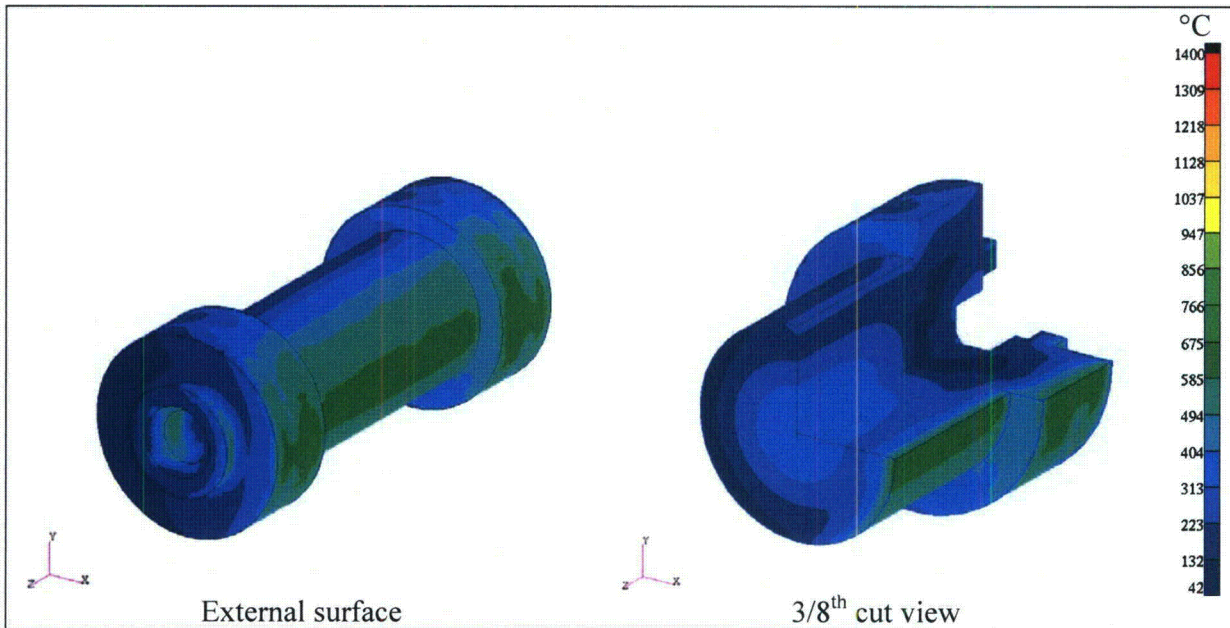 °C
1400
1309
1218
1128
1037
947
856
766
675
585
494
404
313
223
132
42
Y
Z X
Y
Z X
External surface
3/8th cut view